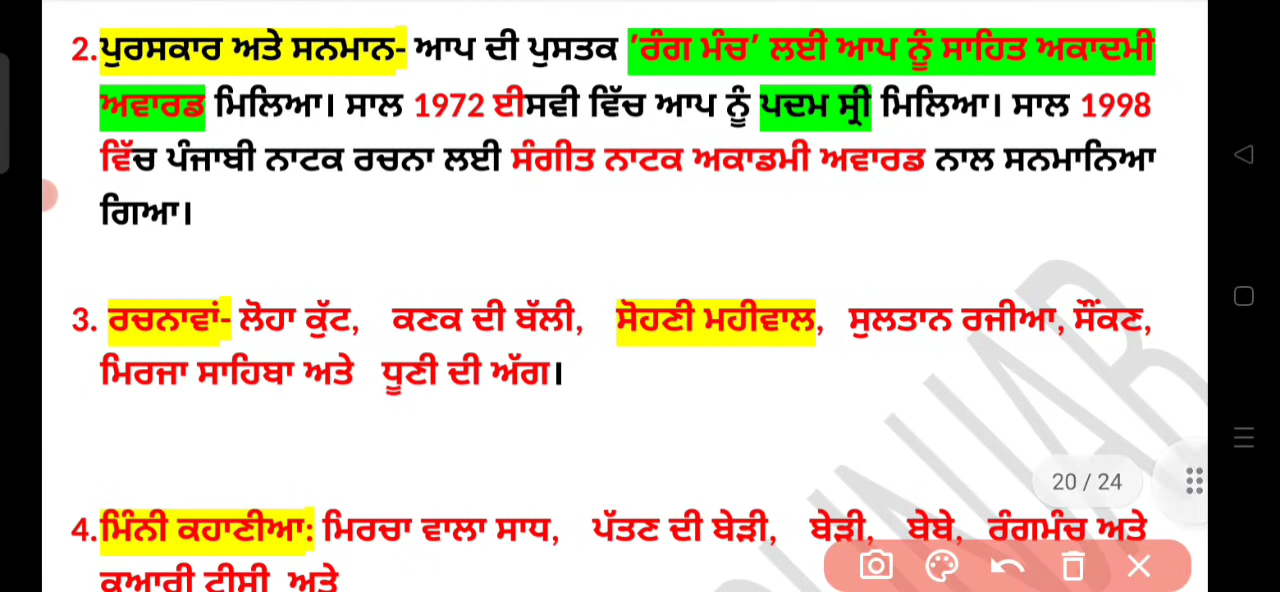 2. ਪੁਰਸਕਾਰ ਅਤੇ ਸਨਮਾਨ- ਆਪ ਦੀ ਪੁਸਤਕ 'ਰੰਗ ਮੰਚ' ਲਈ ਆਪ ਨੂੰ ਸਾਹਿਤ ਅਕਾਦਮੀ
ਅਵਾਰਡ ਮਿਲਿਆ। ਸਾਲ 1972 ਈਸਵੀ ਵਿੱਚ ਆਪ ਨੂੰ ਪਦਮ ਸ੍ਰੀ ਮਿਲਿਆ। ਸਾਲ 1998
ਵਿੱਚ ਪੰਜਾਬੀ ਨਾਟਕ ਰਚਨਾ ਲਈ ਸੰਗੀਤ ਨਾਟਕ ਅਕਾਡਮੀ ਅਵਾਰਡ ਨਾਲ ਸਨਮਾਨਿਆ
ਗਿਆ।
3. ਰਚਨਾਵਾਂ- ਲੋਹਾ ਕੁੱਟ, ਕਣਕ ਦੀ ਬੱਲੀ, ਸੋਹਣੀ ਮਹੀਵਾਲ, ਸੁਲਤਾਨ ਰਜੀਆ, ਸੌਂਕਣ,
ਮਿਰਜਾ ਸਾਹਿਬਾ ਅਤੇ ਧੂਣੀ ਦੀ ਅੱਗ।
20 / 24
4. ਮਿੰਨੀ ਕਹਾਣੀਆ: ਮਿਰਚਾ ਵਾਲਾ ਸਾਧ, ਪੱਤਣ ਦੀ ਬੇੜੀ, ਬੇੜੀ, ਬੇਬੇ, ਰੰਗਮੰਚ ਅਤੇ
ਕੁਆਰੀ ਟੀਸੀ ਅਤੇ